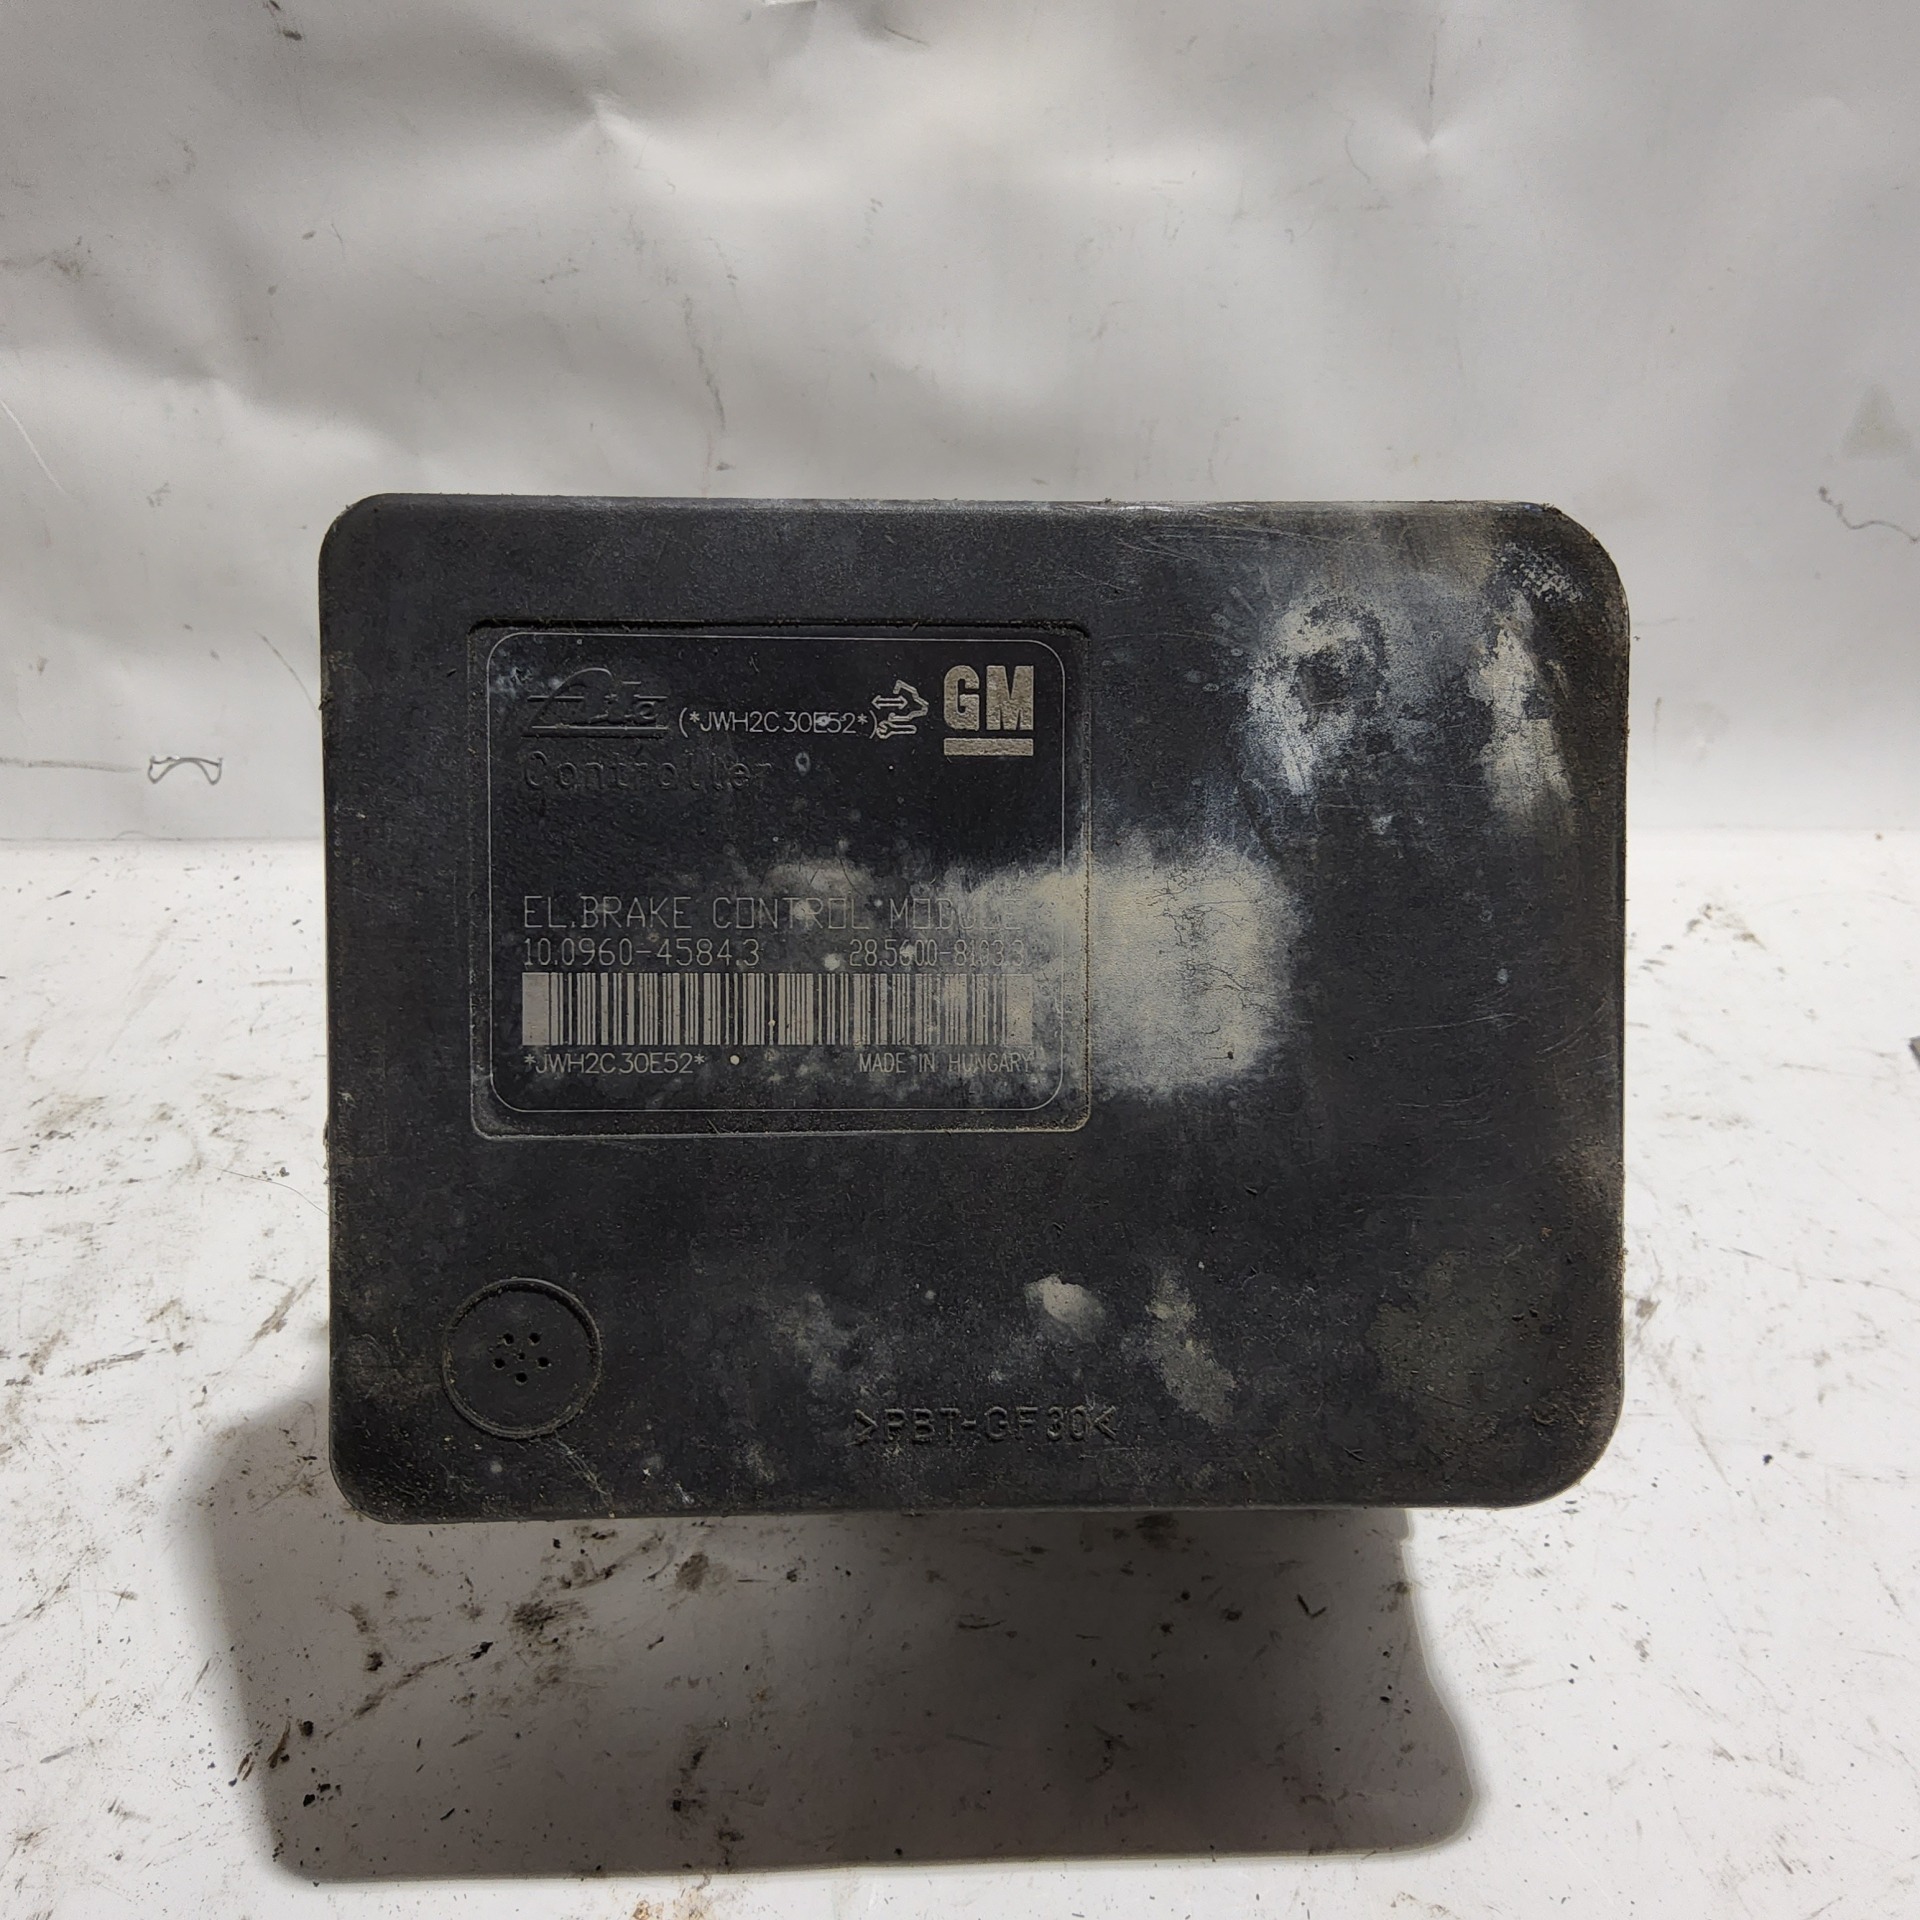 Ate (*JWH2C30E52*) GM
Controller
EL.BRAKE CONTROL MODULE
10.0960-4584.3 28.5600-8103.3
*JWH2C30E52* MADE IN HUNGARY
>PBT-GF30<